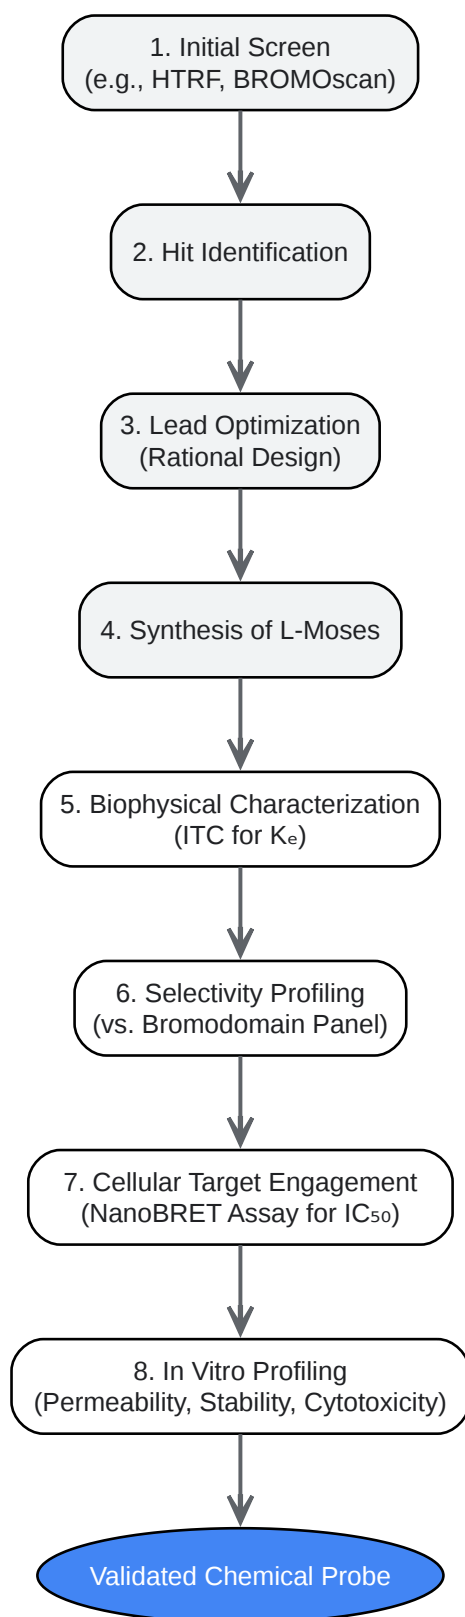 1. Initial Screen
(e.g., HTRF, BROMOscan)
2. Hit Identification
3. Lead Optimization
(Rational Design)
4. Synthesis of L-Moses
5. Biophysical Characterization
(ITC for Kₑ)
6. Selectivity Profiling
(vs. Bromodomain Panel)
7. Cellular Target Engagement
(NanoBRET Assay for IC₅₀)
8. In Vitro Profiling
(Permeability, Stability, Cytotoxicity)
Validated Chemical Probe